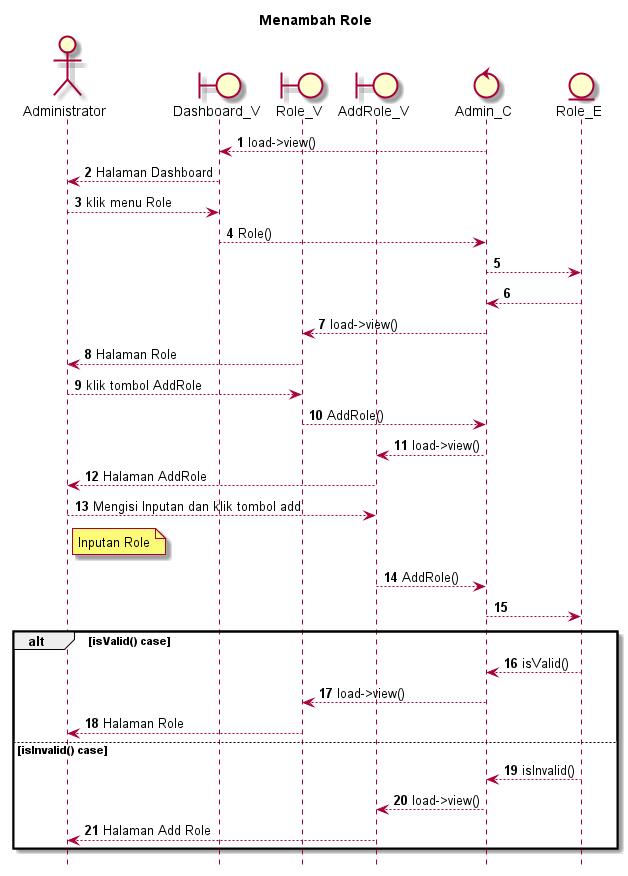 Menambah Role
Administrator
Dashboard_V
Role_V
AddRole_V
Admin_C
Role_E
1 load->view()
2 Halaman Dashboard
3 klik menu Role
4 Role()
5
6
7 load->view()
8 Halaman Role
9 klik tombol AddRole
10 AddRole()
11 load->view()
12 Halaman AddRole
13 Mengisi Inputan dan klik tombol add
Inputan Role
14 AddRole()
15
alt [isValid() case]
16 isValid()
17 load->view()
18 Halaman Role
[isInvalid() case]
19 isInvalid()
20 load->view()
21 Halaman Add Role